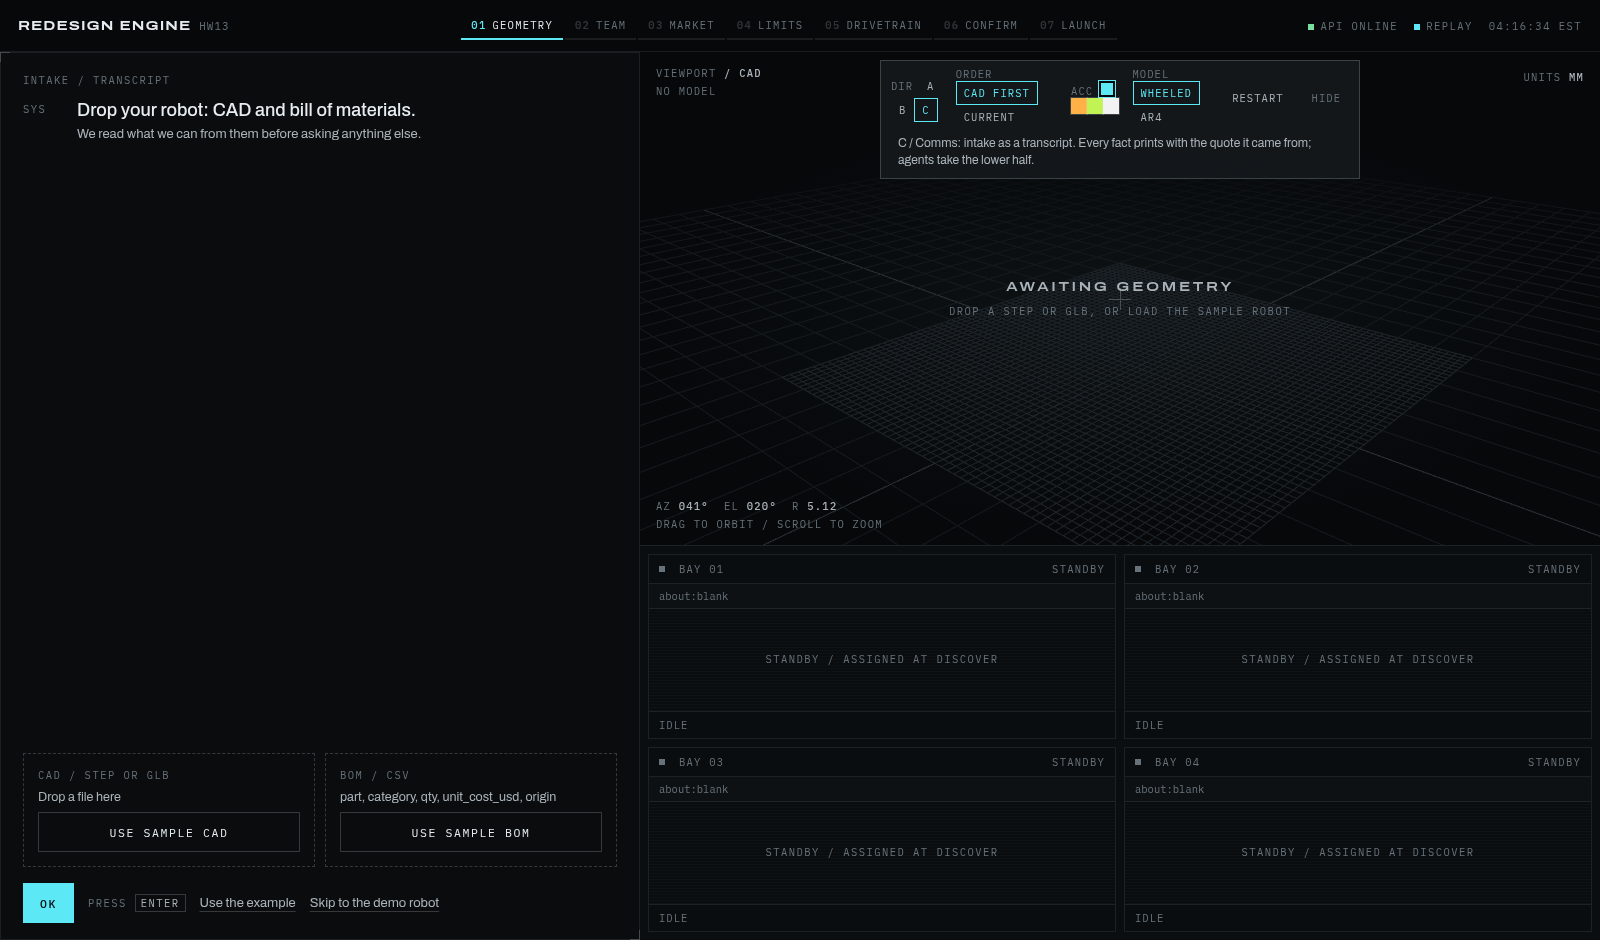 REDESIGN ENGINE HW13
01 GEOMETRY 02 TEAM 03 MARKET 04 LIMITS 05 DRIVETRAIN 06 CONFIRM 07 LAUNCH
API ONLINE REPLAY 04:16:34 EST
INTAKE / TRANSCRIPT
SYS Drop your robot: CAD and bill of materials.
We read what we can from them before asking anything else.
CAD / STEP OR GLB
Drop a file here
USE SAMPLE CAD
BOM / CSV
part, category, qty, unit_cost_usd, origin
USE SAMPLE BOM
OK PRESS ENTER Use the example Skip to the demo robot
VIEWPORT / CAD
NO MODEL
DIR A
B C
ORDER
CAD FIRST
CURRENT
ACC
MODEL
WHEELED
AR4
RESTART HIDE
C / Comms: intake as a transcript. Every fact prints with the quote it came from;
agents take the lower half.
UNITS MM
AWAITING GEOMETRY
DROP A STEP OR GLB, OR LOAD THE SAMPLE ROBOT
AZ 041° EL 020° R 5.12
DRAG TO ORBIT / SCROLL TO ZOOM
BAY 01 STANDBY
about:blank
STANDBY / ASSIGNED AT DISCOVER
IDLE
BAY 02 STANDBY
about:blank
STANDBY / ASSIGNED AT DISCOVER
IDLE
BAY 03 STANDBY
about:blank
STANDBY / ASSIGNED AT DISCOVER
IDLE
BAY 04 STANDBY
about:blank
STANDBY / ASSIGNED AT DISCOVER
IDLE